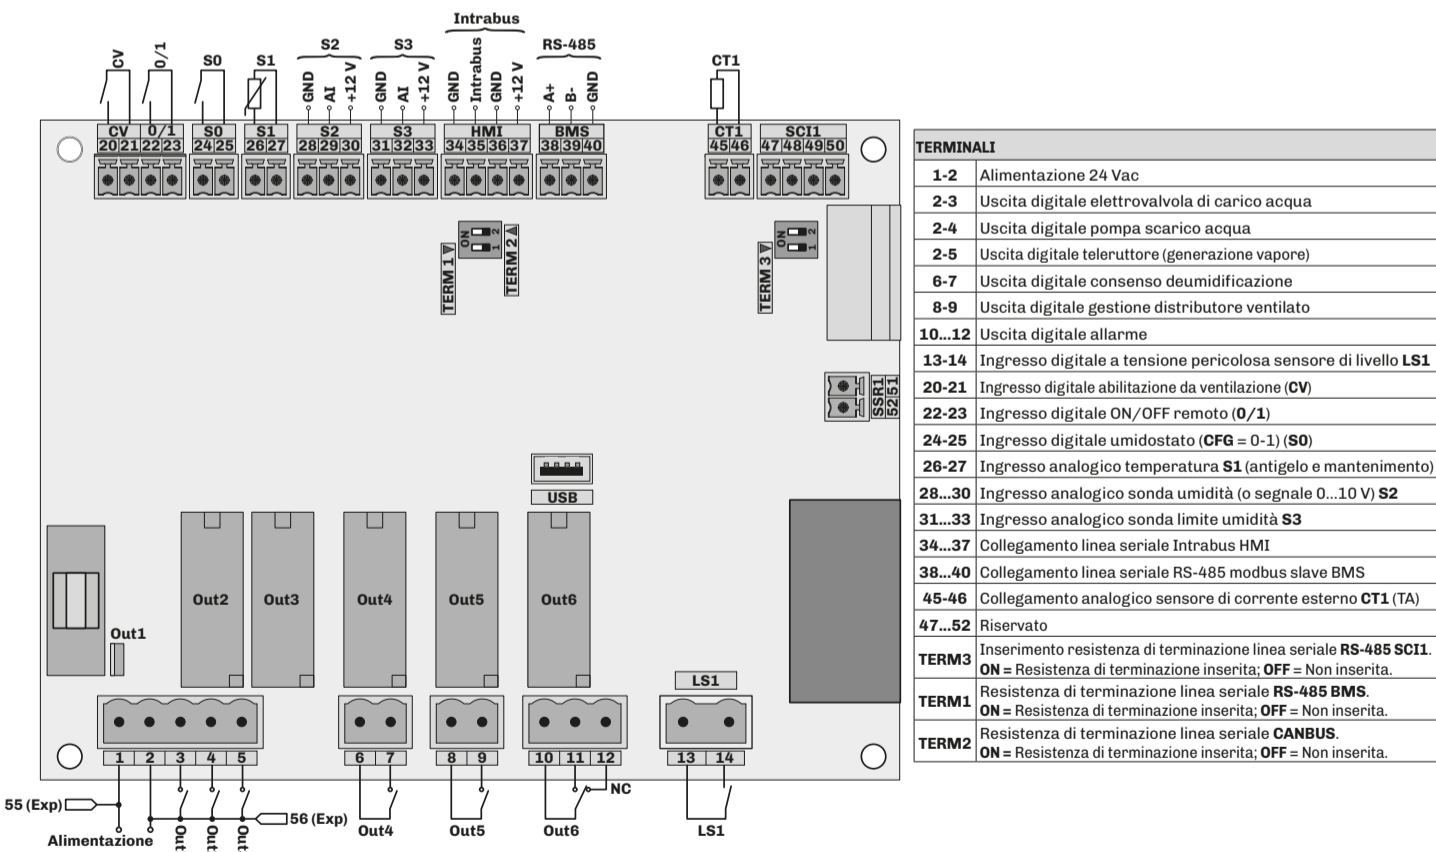 Intrabus
CV
0/1
S0
S1
S2
S3
RS-485
CT1
GND
AI
+12 V
GND
AI
+12 V
GND
Intrabus
GND
+12 V
A+
B-
GND
CV 0/1 S0 S1 S2 S3 HMI BMS CT1 SCI1
20 21 22 23 24 25 26 27 28 29 30 31 32 33 34 35 36 37 38 39 40 45 46 47 48 49 50
ON 1 2
TERM 1
TERM 2
TERM 3
ON 1 2
SSR1
52 51
USB
Out1
Out2
Out3
Out4
Out5
Out6
LS1
1 2 3 4 5 6 7 8 9 10 11 12 13 14
55 (Exp)
56 (Exp)
NC
Alimentazione
Out
Out
Out
Out4
Out5
Out6
LS1
TERMINALI
1-2 Alimentazione 24 Vac
2-3 Uscita digitale elettrovalvola di carico acqua
2-4 Uscita digitale pompa scarico acqua
2-5 Uscita digitale teleruttore (generazione vapore)
6-7 Uscita digitale consenso deumidificazione
8-9 Uscita digitale gestione distributore ventilato
10...12 Uscita digitale allarme
13-14 Ingresso digitale a tensione pericolosa sensore di livello LS1
20-21 Ingresso digitale abilitazione da ventilazione (CV)
22-23 Ingresso digitale ON/OFF remoto (0/1)
24-25 Ingresso digitale umidostato (CFG = 0-1) (S0)
26-27 Ingresso analogico temperatura S1 (antigelo e mantenimento)
28...30 Ingresso analogico sonda umidità (o segnale 0...10 V) S2
31...33 Ingresso analogico sonda limite umidità S3
34...37 Collegamento linea seriale Intrabus HMI
38...40 Collegamento linea seriale RS-485 modbus slave BMS
45-46 Collegamento analogico sensore di corrente esterno CT1 (TA)
47...52 Riservato
TERM3 Inserimento resistenza di terminazione linea seriale RS-485 SCI1.
ON = Resistenza di terminazione inserita; OFF = Non inserita.
TERM1 Resistenza di terminazione linea seriale RS-485 BMS.
ON = Resistenza di terminazione inserita; OFF = Non inserita.
TERM2 Resistenza di terminazione linea seriale CANBUS.
ON = Resistenza di terminazione inserita; OFF = Non inserita.